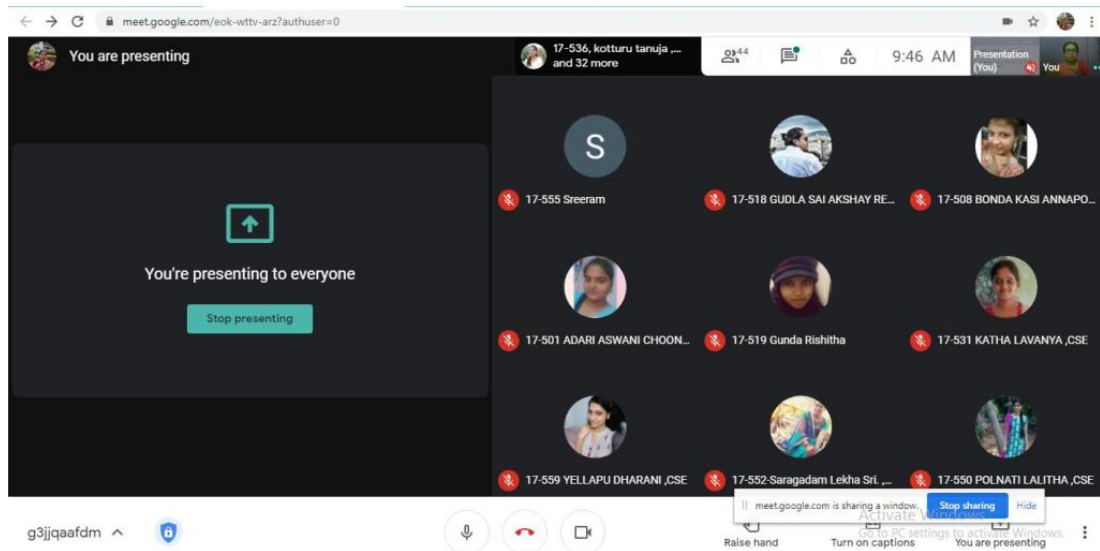 meet.google.com/eok-wttv-arz?authuser=0
You are presenting
17-536, kotturu tanuja ,...
and 32 more
44
9:46 AM
Presentation
(You)
You
S
17-555 Sreeram
17-518 GUDLA SAI AKSHAY RE...
17-508 BONDA KASI ANNAPO...
You're presenting to everyone
Stop presenting
17-501 ADARI ASWANI CHOON...
17-519 Gunda Rishitha
17-531 KATHA LAVANYA ,CSE
17-559 YELLAPU DHARANI ,CSE
17-552-Saragadam Lekha Sri. ,...
17-550 POLNATI LALITHA ,CSE
meet.google.com is sharing a window.
Stop sharing
Hide
Activate Windows
Go to PC settings to activate Windows.
g3jjqaafdm
Raise hand
Turn on captions
You are presenting